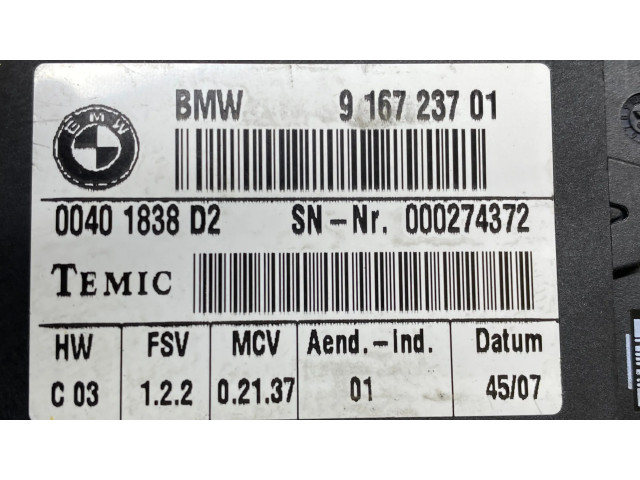 BMW 9 167 237 01
BMW
0040 1838 D2 SN-Nr. 000274372
TEMIC
HW FSV MCV Aend.-Ind. Datum
C 03 1.2.2 0.21.37 01 45/07